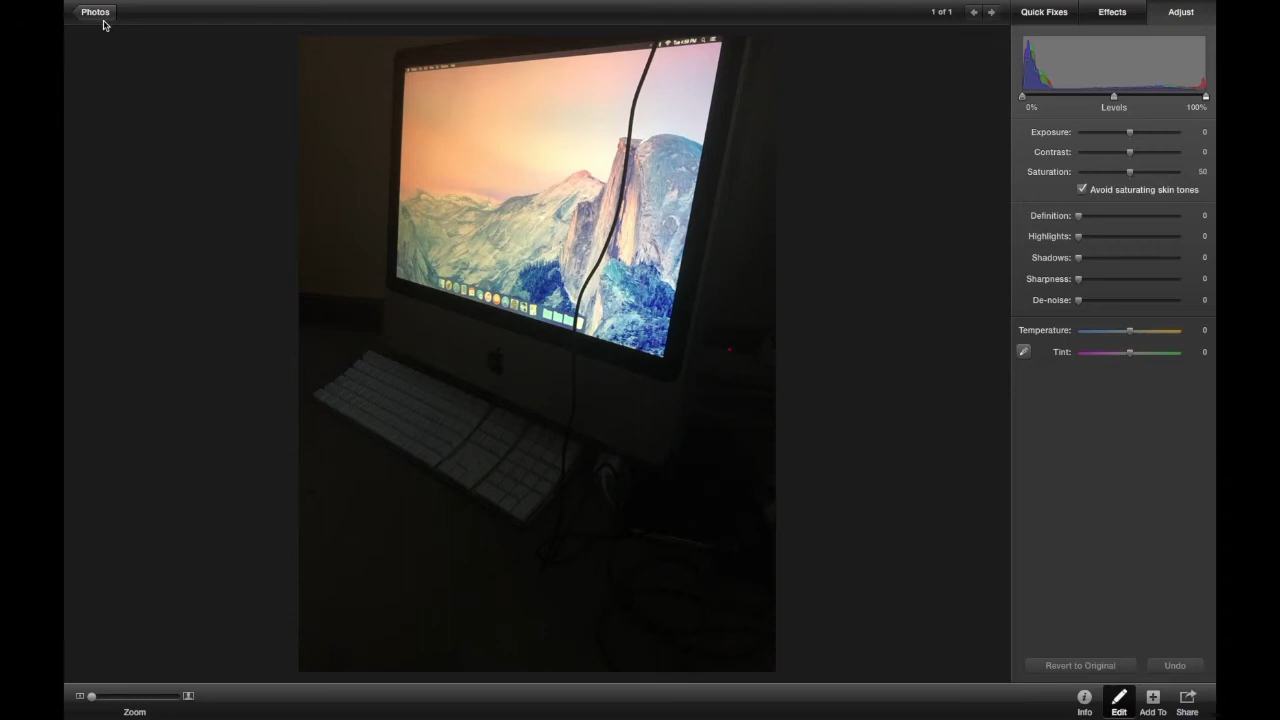 Photos
1 of 1
Quick Fixes
Effects
Adjust
0% Levels 100%
Exposure: 0
Contrast: 0
Saturation: 50
Avoid saturating skin tones
Definition: 0
Highlights: 0
Shadows: 0
Sharpness: 0
De-noise: 0
Temperature: 0
Tint: 0
Revert to Original
Undo
Zoom
Info
Edit
Add To
Share